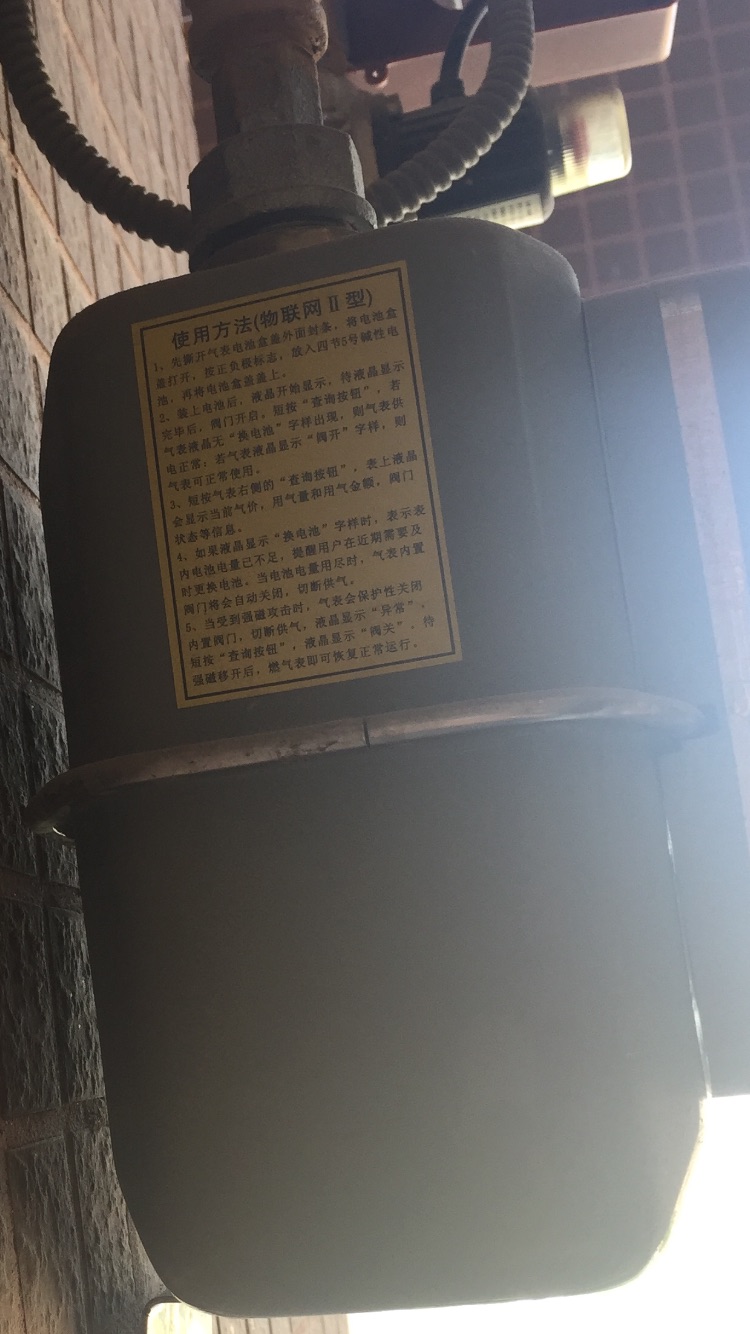 使用方法(物联网Ⅱ型)
1、先撕开气表电池盒盖外面封条，将电池盒
盖打开，按正负极标志，放入四节5号碱性电
池，再将电池盒盖盖上。
2、装上电池后，液晶开始显示，待液晶显示
完毕后，阀门开启。短按“查询按钮”，若
气表液晶无“换电池”字样出现，则气表供
电正常；若气表液晶显示“阀开”字样，则
气表可正常使用。
3、短按气表右侧的“查询按钮”，表上液晶
会显示当前气价，用气量和用气金额，阀门
状态等信息。
4、如果液晶显示“换电池”字样时，表示表
内电池电量已不足，提醒用户在近期需要及
时更换电池。当电池电量用尽时，气表内置
阀门将会自动关闭，切断供气。
5、当受到强磁攻击时，气表会保护性关闭
内置阀门，切断供气，液晶显示“异常”，
短按“查询按钮”，液晶显示“阀关”，待
强磁移开后，燃气表即可恢复正常运行。